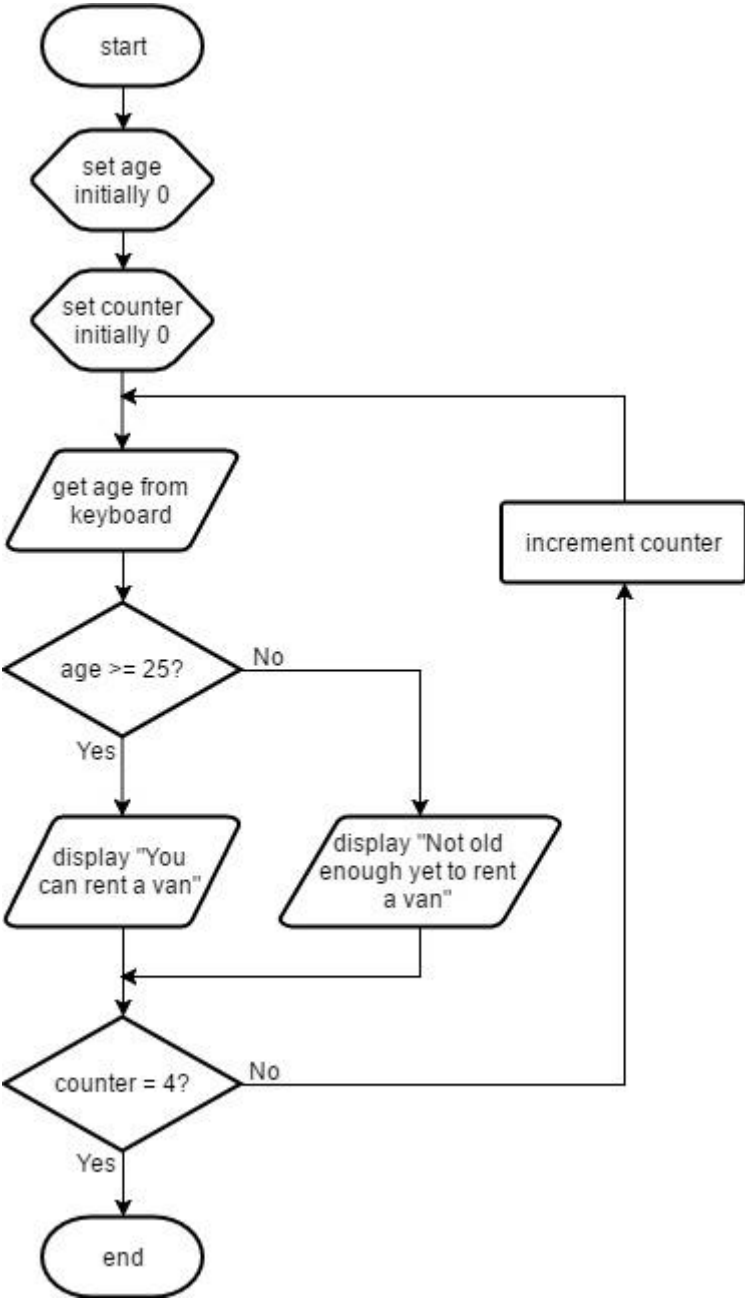 start
set age
initially 0
set counter
initially 0
get age from
keyboard
increment counter
age >= 25?
No
Yes
display "You
can rent a van"
display "Not old
enough yet to rent
a van"
counter = 4?
No
Yes
end